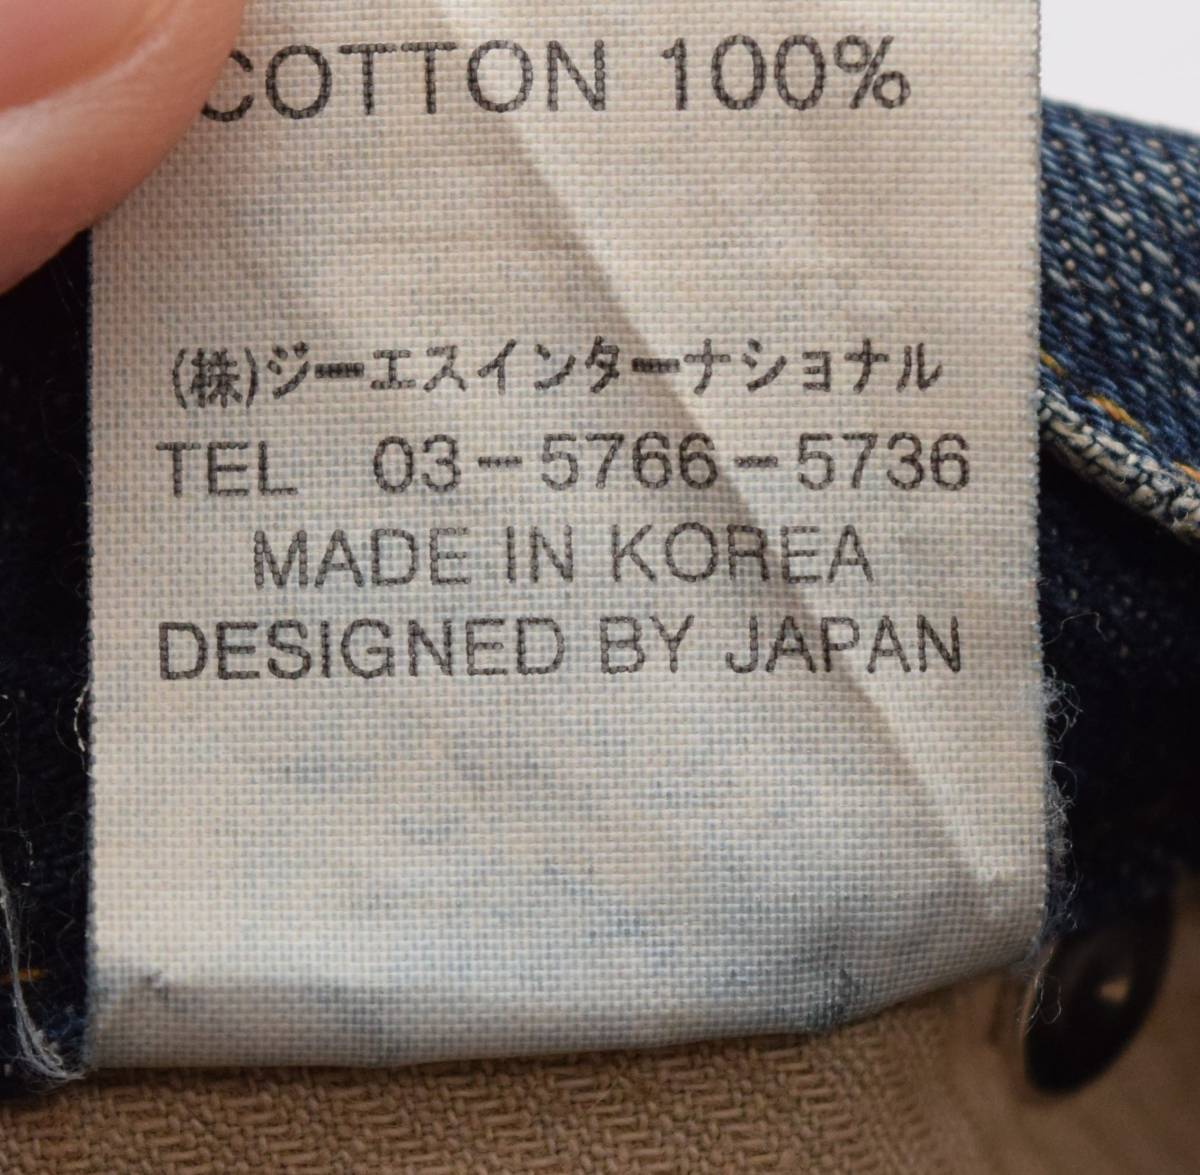 COTTON 100%
(株)ジーエスインターナショナル
TEL 03-5766-5736
MADE IN KOREA
DESIGNED BY JAPAN